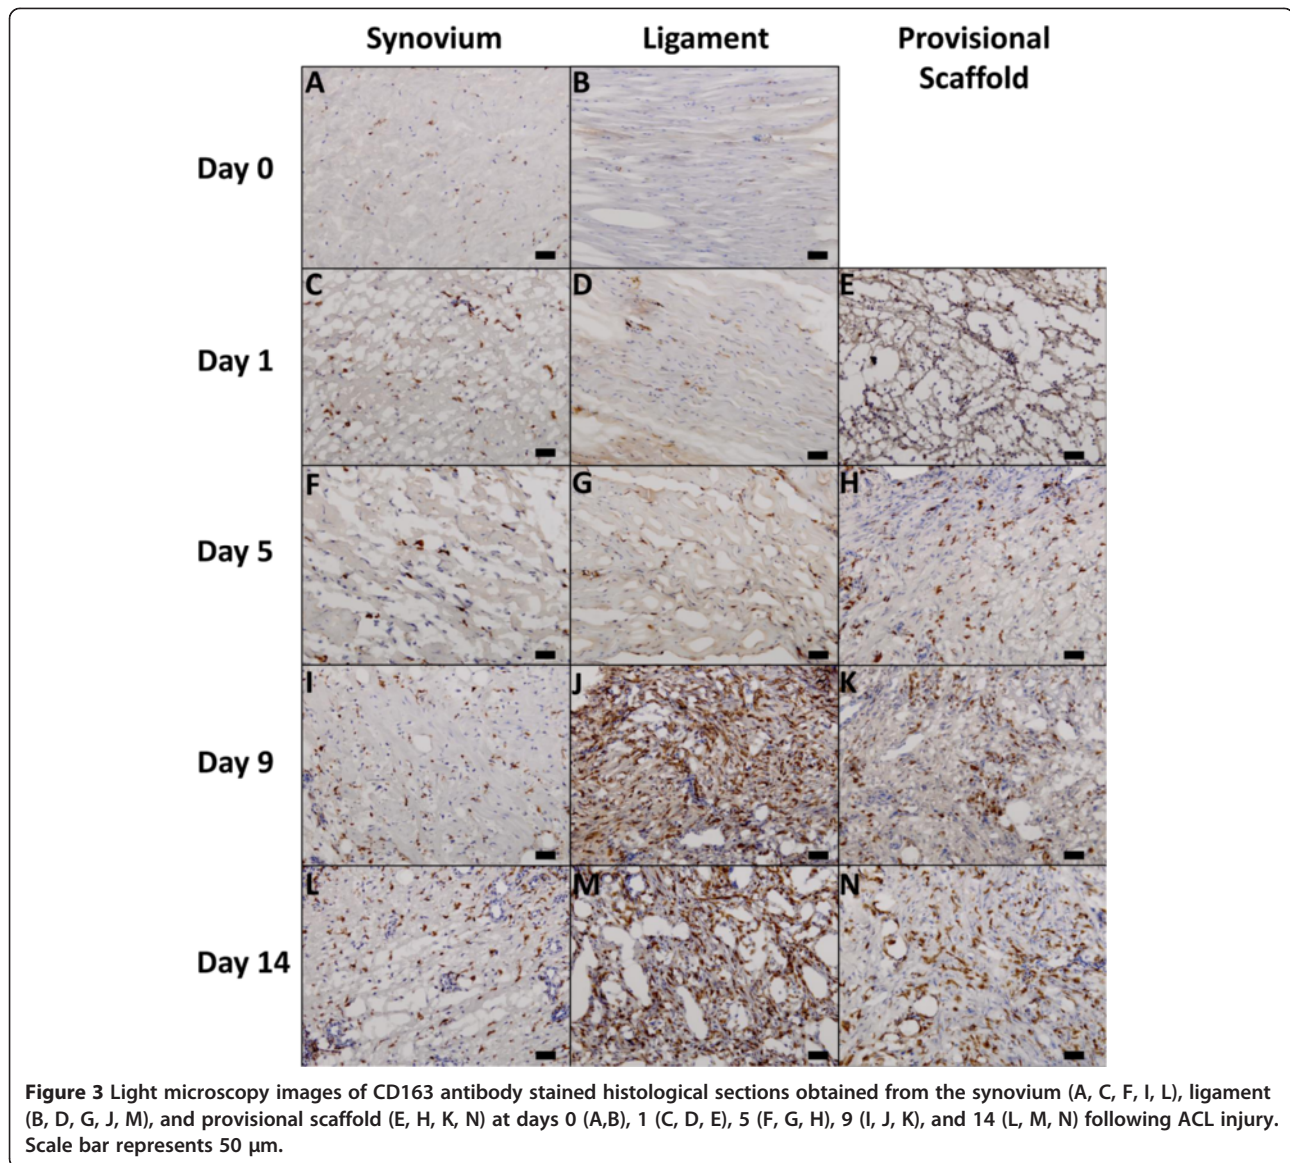 Synovium Ligament Provisional
Scaffold
A B
Day 0
C D E
Day 1
F G H
Day 5
I J K
Day 9
L M N
Day 14
Figure 3 Light microscopy images of CD163 antibody stained histological sections obtained from the synovium (A, C, F, I, L), ligament
(B, D, G, J, M), and provisional scaffold (E, H, K, N) at days 0 (A,B), 1 (C, D, E), 5 (F, G, H), 9 (I, J, K), and 14 (L, M, N) following ACL injury.
Scale bar represents 50 μm.